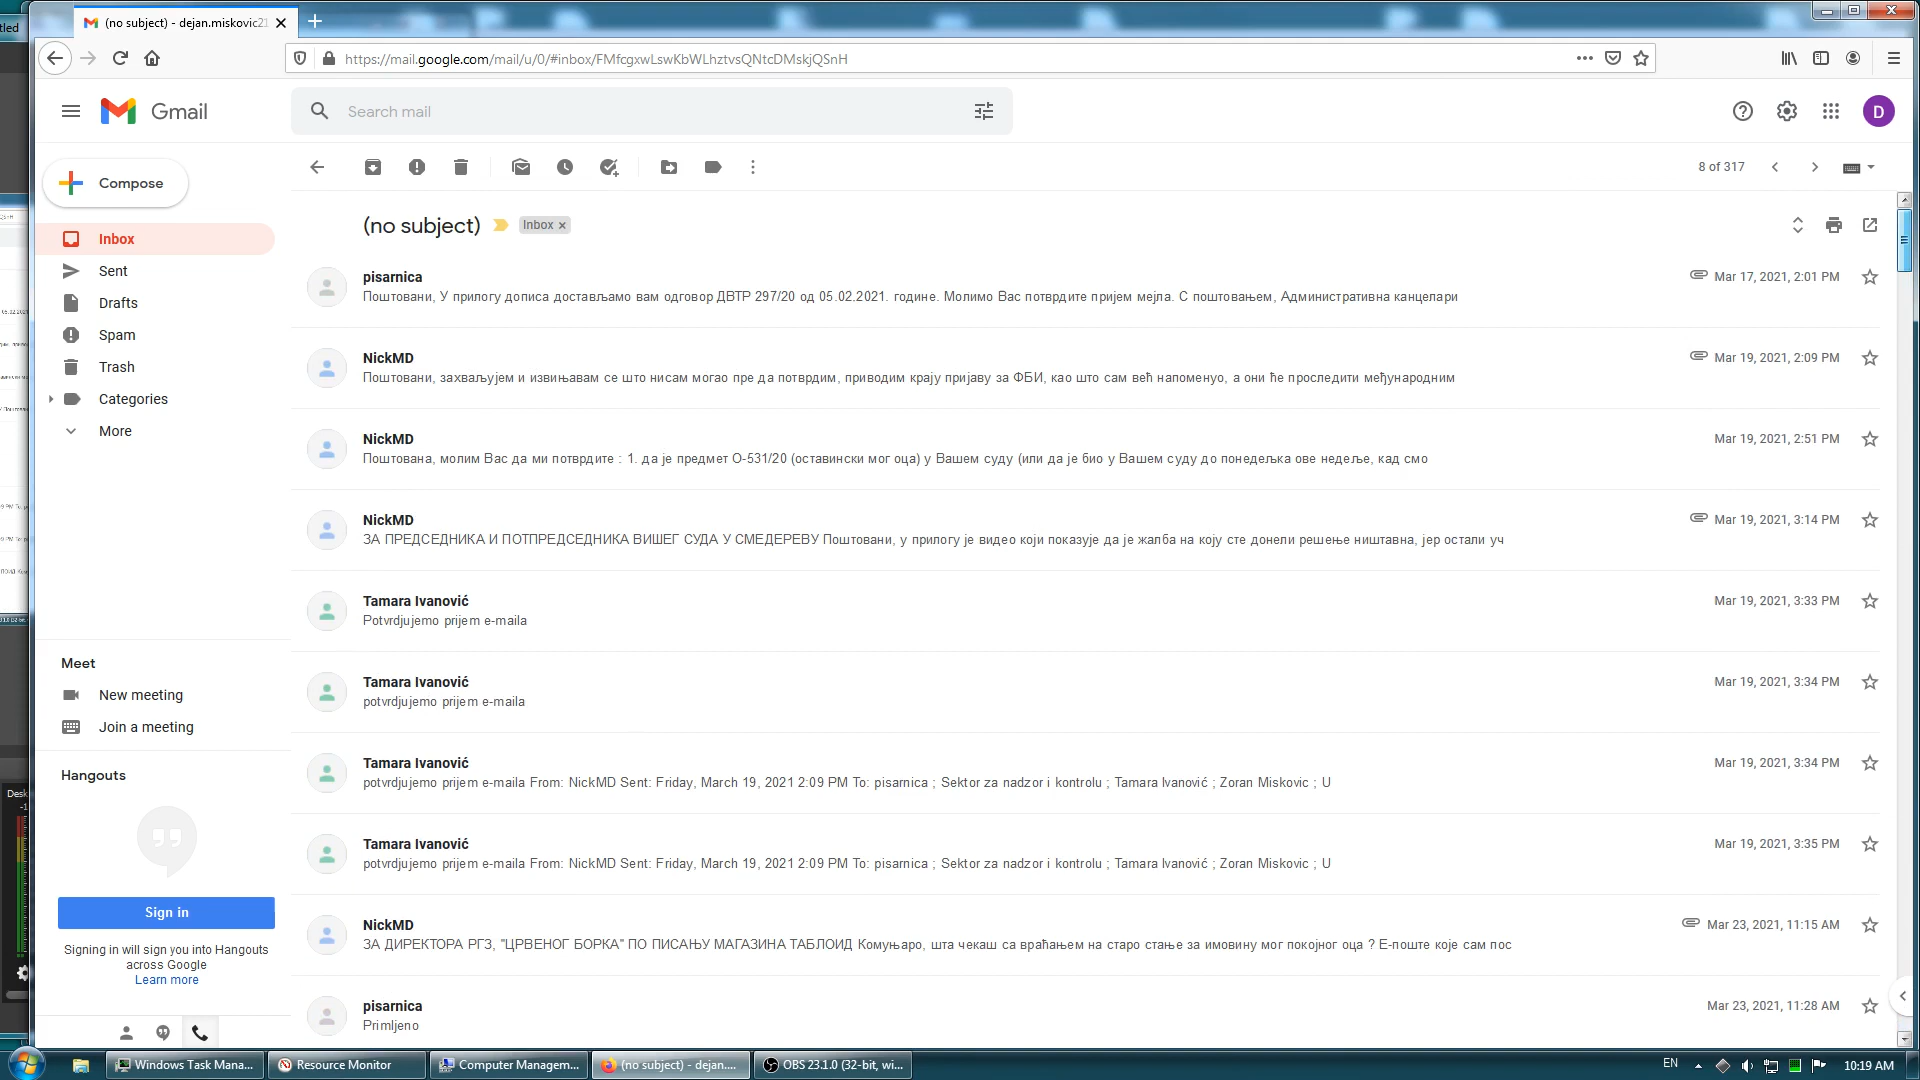 (no subject) - dejan.miskovic21
https://mail.google.com/mail/u/0/#inbox/FMfcgxwLswKbWLhztvsQNtcDMskjQSnH
Gmail
Search mail
D
Compose
8 of 317
Inbox
Sent
Drafts
Spam
Trash
Categories
More
(no subject)
Inbox ×
pisarnica
Mar 17, 2021, 2:01 PM
Поштовани, У прилогу дописа достављамо вам одговор ДВТР 297/20 од 05.02.2021. године. Молимо Вас потврдите пријем мејла. С поштовањем, Административна канцелари
NickMD
Mar 19, 2021, 2:09 PM
Поштовани, захваљујем и извињавам се што нисам могао пре да потврдим, приводим крају пријаву за ФБИ, као што сам већ напоменуо, а они ће проследити међународним
NickMD
Mar 19, 2021, 2:51 PM
Поштована, молим Вас да ми потврдите : 1. да је предмет О-531/20 (оставински мог оца) у Вашем суду (или да је био у Вашем суду до понедељка ове недеље, кад смо
NickMD
Mar 19, 2021, 3:14 PM
ЗА ПРЕДСЕДНИКА И ПОТПРЕДСЕДНИКА ВИШЕГ СУДА У СМЕДЕРЕВУ Поштовани, у прилогу је видео који показује да је жалба на коју сте донели решење ништавна, јер остали уч
Tamara Ivanović
Mar 19, 2021, 3:33 PM
Potvrdjujemo prijem e-maila
Tamara Ivanović
Mar 19, 2021, 3:34 PM
potvrdjujemo prijem e-maila
Tamara Ivanović
Mar 19, 2021, 3:34 PM
potvrdjujemo prijem e-maila From: NickMD Sent: Friday, March 19, 2021 2:09 PM To: pisarnica ; Sektor za nadzor i kontrolu ; Tamara Ivanović ; Zoran Miskovic ; U
Tamara Ivanović
Mar 19, 2021, 3:35 PM
potvrdjujemo prijem e-maila From: NickMD Sent: Friday, March 19, 2021 2:09 PM To: pisarnica ; Sektor za nadzor i kontrolu ; Tamara Ivanović ; Zoran Miskovic ; U
NickMD
Mar 23, 2021, 11:15 AM
ЗА ДИРЕКТОРА РГЗ, "ЦРВЕНОГ БОРКА" ПО ПИСАЊУ МАГАЗИНА ТАБЛОИД Комуњаро, шта чекаш са враћањем на старо стање за имовину мог покојног оца ? Е-поште које сам пос
pisarnica
Mar 23, 2021, 11:28 AM
Primljeno
Meet
New meeting
Join a meeting
Hangouts
Sign in
Signing in will sign you into Hangouts
across Google
Learn more
Desk
Windows Task Mana...
Resource Monitor
Computer Managem...
(no subject) - dejan....
OBS 23.1.0 (32-bit, wi...
EN
10:19 AM